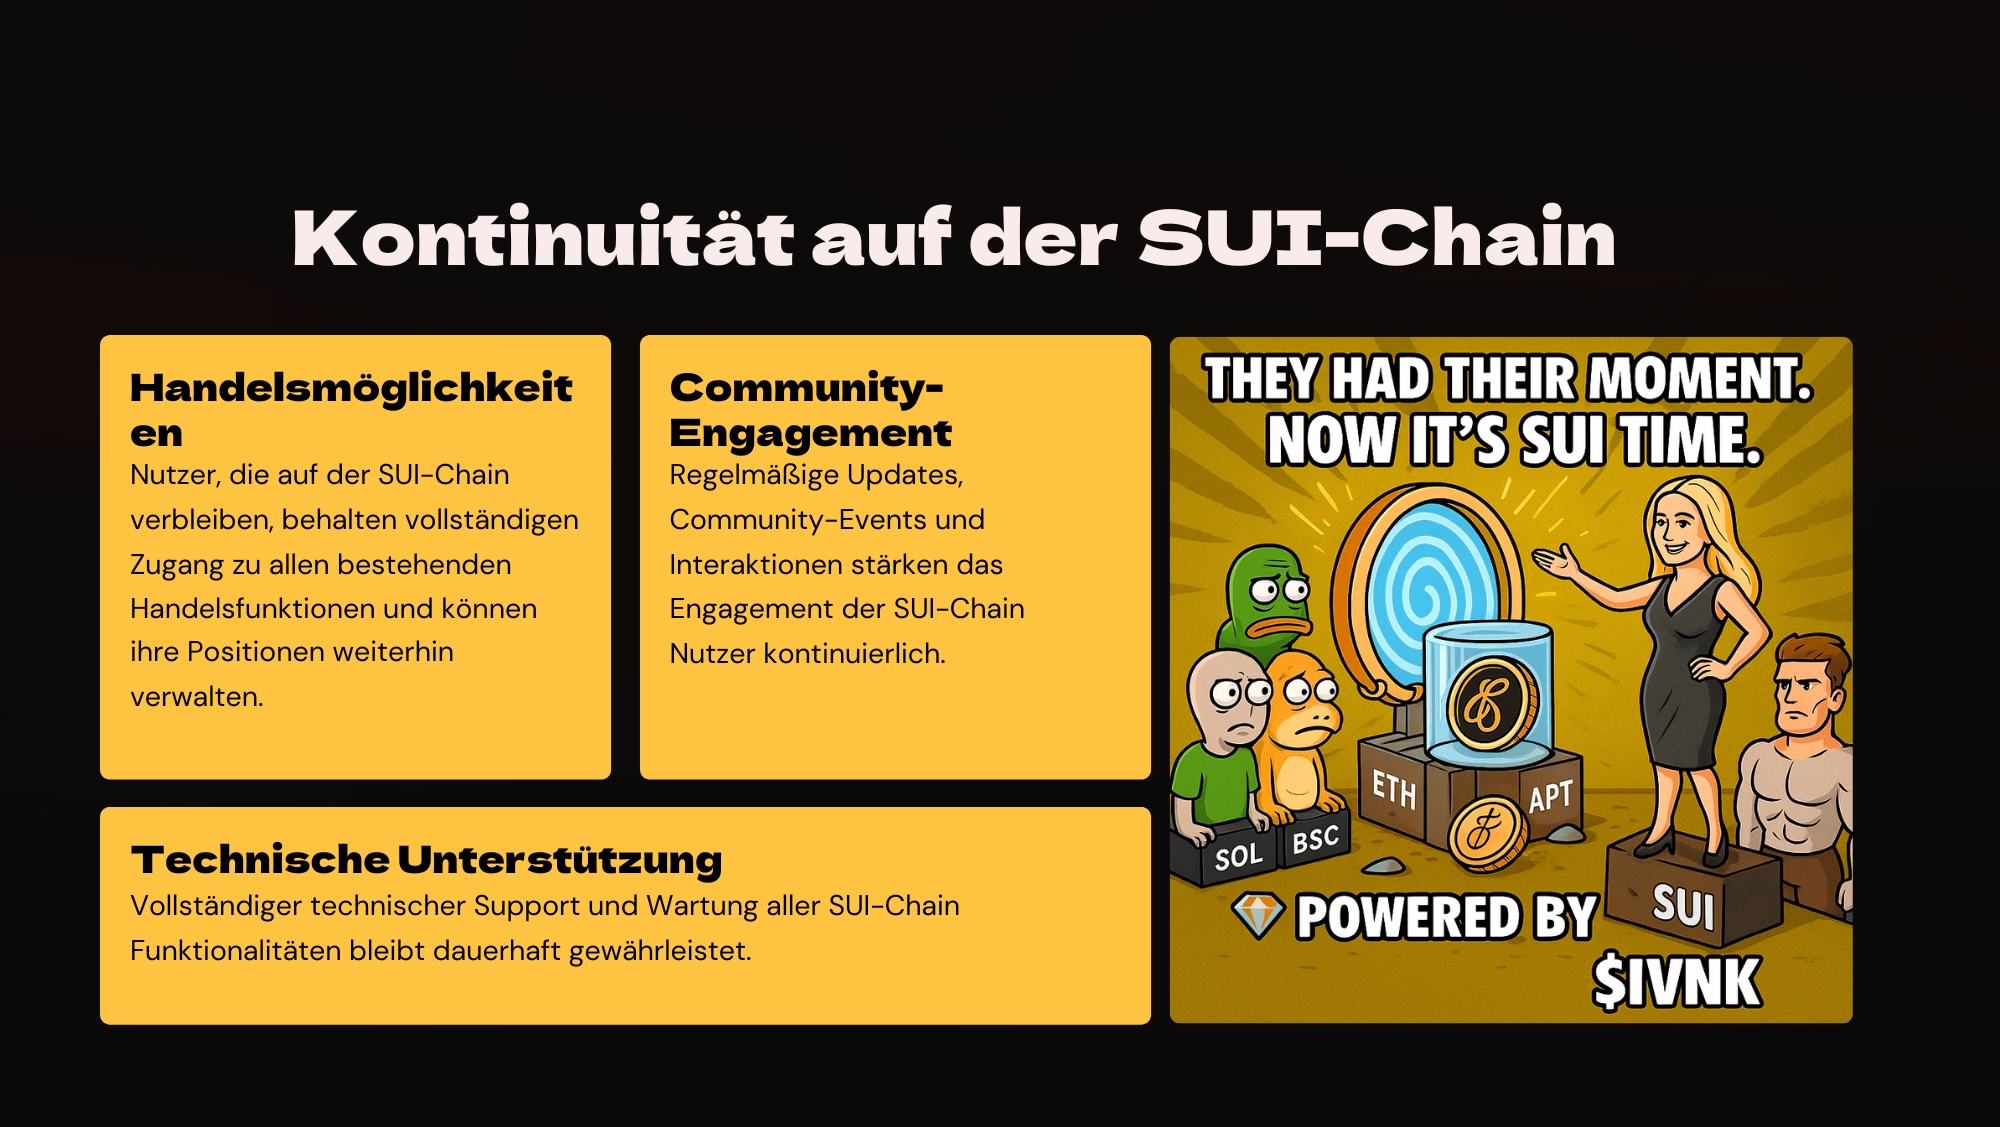 Kontinuität auf der SUI-Chain
Handelsmöglichkeit
en
Nutzer, die auf der SUI-Chain
verbleiben, behalten vollständigen
Zugang zu allen bestehenden
Handelsfunktionen und können
ihre Positionen weiterhin
verwalten.
Community-
Engagement
Regelmäßige Updates,
Community-Events und
Interaktionen stärken das
Engagement der SUI-Chain
Nutzer kontinuierlich.
Technische Unterstützung
Vollständiger technischer Support und Wartung aller SUI-Chain
Funktionalitäten bleibt dauerhaft gewährleistet.
THEY HAD THEIR MOMENT.
NOW IT'S SUI TIME.
ETH
APT
SOL
BSC
SUI
POWERED BY
$IVNK